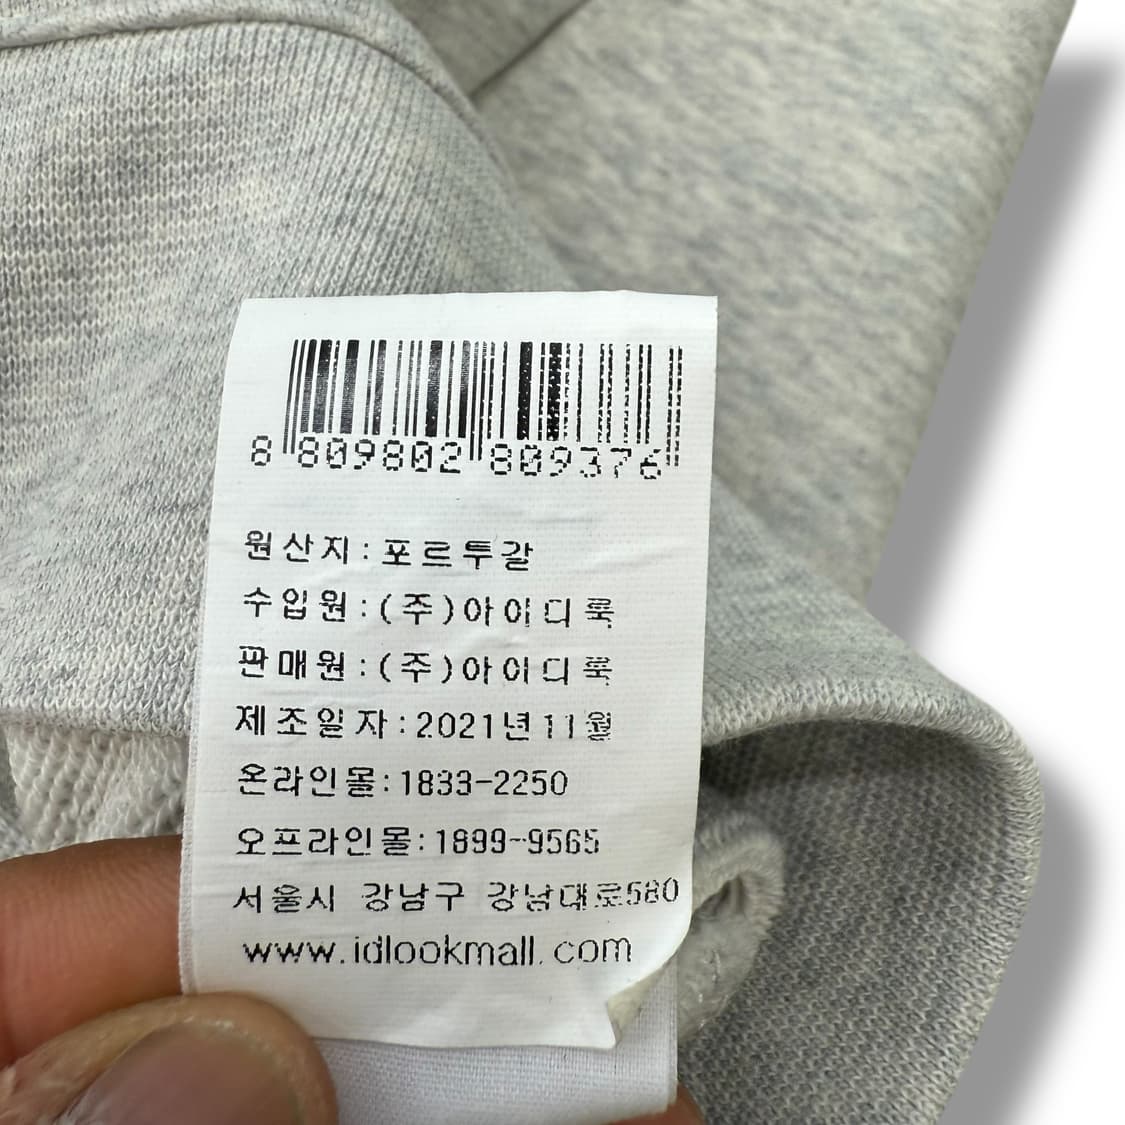 8 809802 809376
원산지:포르투갈
수입원:(주)아이디룩
판매원:(주)아이디룩
제조일자:2021년11월
온라인몰:1833-2250
오프라인몰:1899-9565
서울시 강남구 강남대로580
www.idlookmall.com